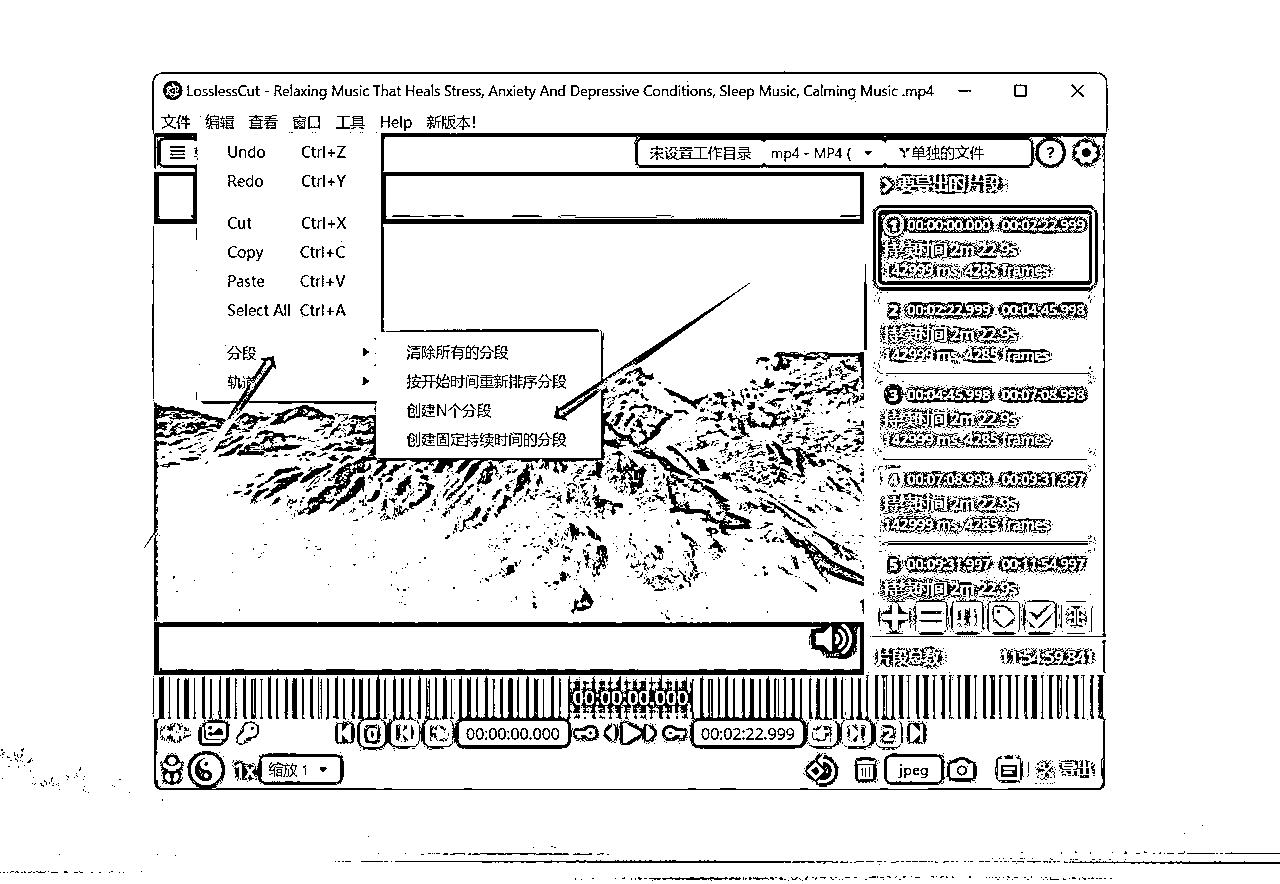 LosslessCut - Relaxing Music That Heals Stress, Anxiety And Depressive Conditions, Sleep Music, Calming Music .mp4
文件 编辑 查看 窗口 工具 Help 新版本!
未设置工作目录 mp4 - MP4 ( 单独的文件 ?
Undo Ctrl+Z
Redo Ctrl+Y
Cut Ctrl+X
Copy Ctrl+C
Paste Ctrl+V
Select All Ctrl+A
分段
轨道
清除所有的分段
按开始时间重新排序分段
创建N个分段
创建固定持续时间的分段
要导出的片段
1 00:00:00.000 00:02:22.999
持续时间 2m 22.9s
142999 ms, 4285 frames
2 00:02:22.999 00:04:45.998
持续时间 2m 22.9s
142999 ms, 4285 frames
3 00:04:45.998 00:07:08.998
持续时间 2m 22.9s
142999 ms, 4285 frames
4 00:07:08.998 00:09:31.997
持续时间 2m 22.9s
142999 ms, 4285 frames
5 00:09:31.997 00:11:54.997
持续时间 2m 22.9s
片段总数 11:54:59.841
00:00:00.000
0 00:00:00.000 00:02:22.999 2
1x 缩放 1 jpeg 导出